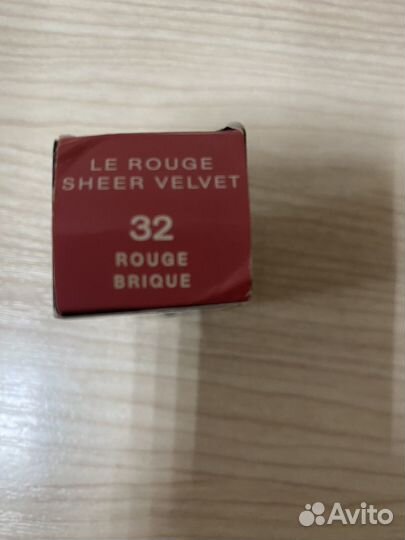 LE ROUGE
SHEER VELVET
32
ROUGE
BRIQUE
Avito